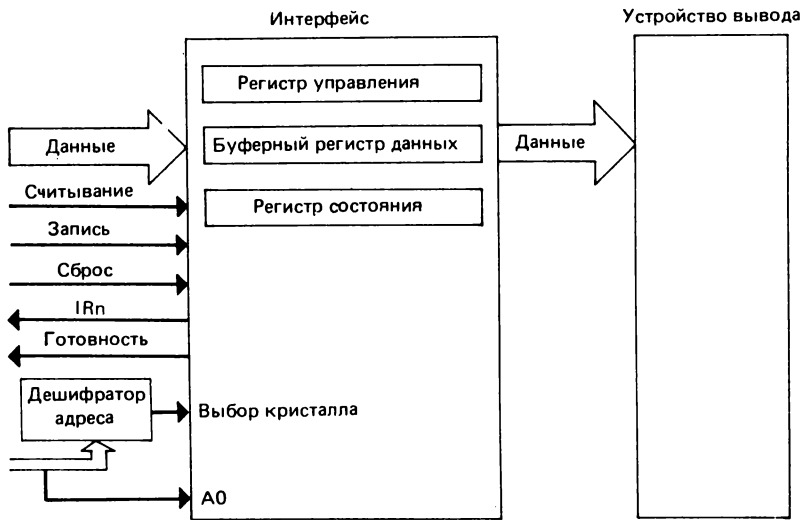 Интерфейс
Устройство вывода
Регистр управления
Данные
Буферный регистр данных
Данные
Считывание
Регистр состояния
Запись
Сброс
IRn
Готовность
Дешифратор
адреса
Выбор кристалла
A0